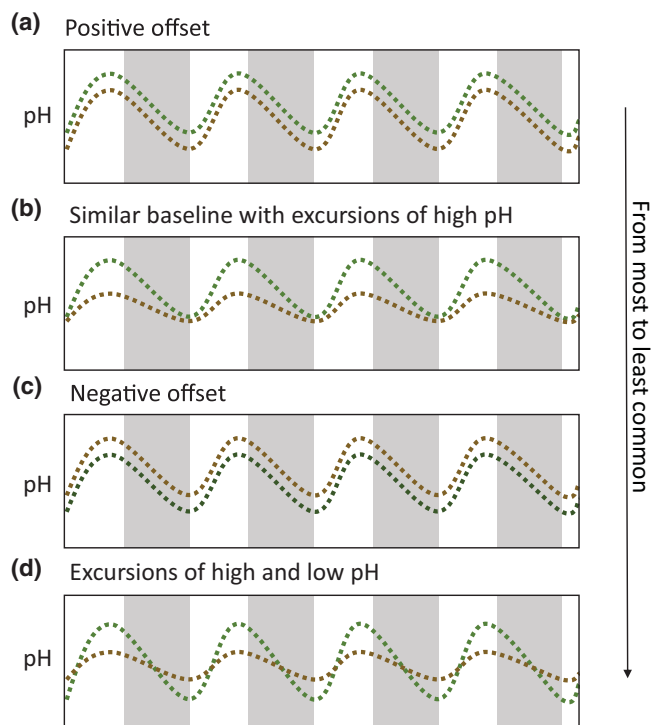 (a) Positive offset
pH
(b) Similar baseline with excursions of high pH
pH
(c) Negative offset
pH
(d) Excursions of high and low pH
pH
From most to least common